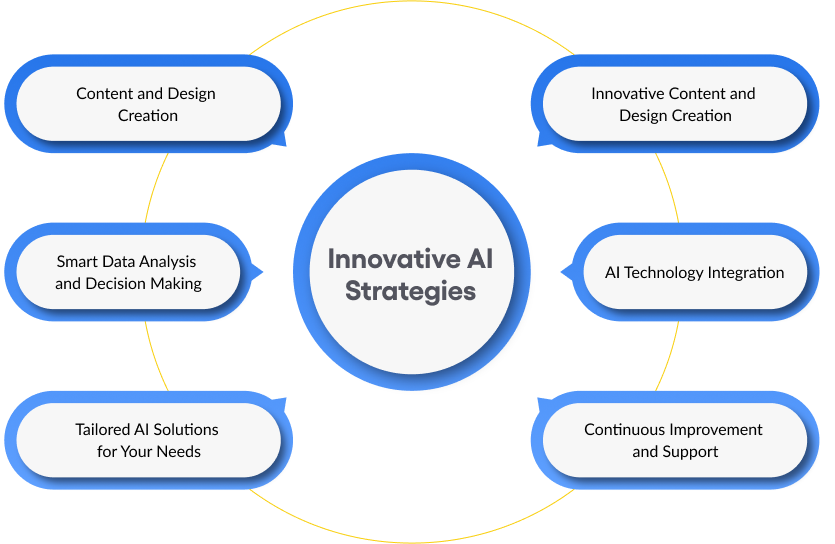 Content and Design
Creation
Innovative Content and
Design Creation
Smart Data Analysis
and Decision Making
Innovative AI
Strategies
AI Technology Integration
Tailored AI Solutions
for Your Needs
Continuous Improvement
and Support